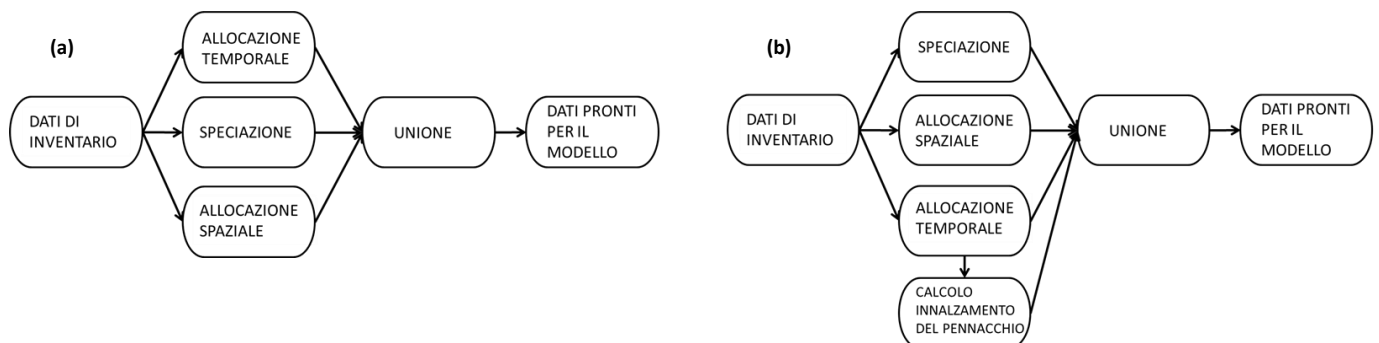 (a)
DATI DI
INVENTARIO
ALLOCAZIONE
TEMPORALE
SPECIAZIONE
ALLOCAZIONE
SPAZIALE
UNIONE
DATI PRONTI
PER IL
MODELLO
(b)
DATI DI
INVENTARIO
SPECIAZIONE
ALLOCAZIONE
SPAZIALE
ALLOCAZIONE
TEMPORALE
CALCOLO
INNALZAMENTO
DEL PENNACCHIO
UNIONE
DATI PRONTI
PER IL
MODELLO